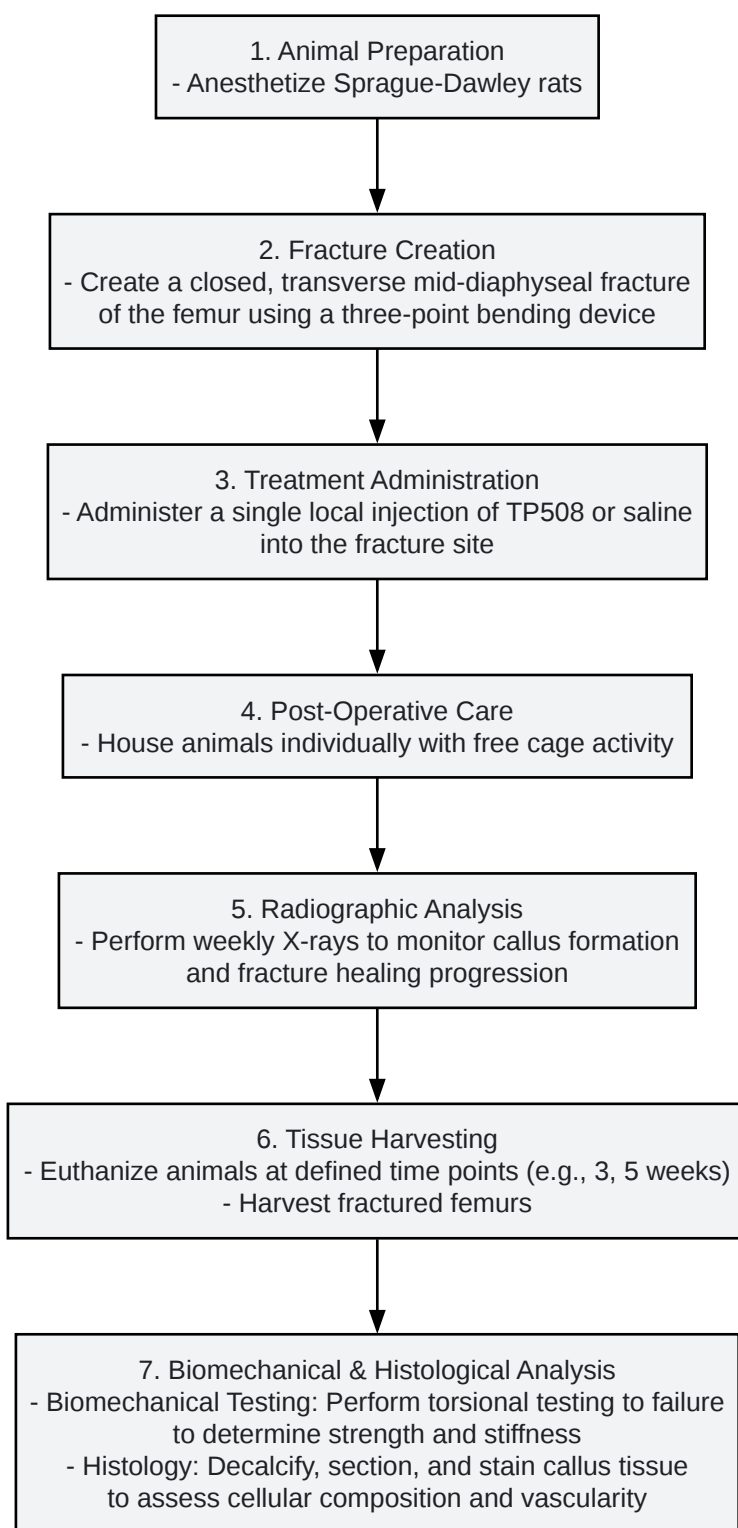 1. Animal Preparation
- Anesthetize Sprague-Dawley rats
2. Fracture Creation
- Create a closed, transverse mid-diaphyseal fracture
of the femur using a three-point bending device
3. Treatment Administration
- Administer a single local injection of TP508 or saline
into the fracture site
4. Post-Operative Care
- House animals individually with free cage activity
5. Radiographic Analysis
- Perform weekly X-rays to monitor callus formation
and fracture healing progression
6. Tissue Harvesting
- Euthanize animals at defined time points (e.g., 3, 5 weeks)
- Harvest fractured femurs
7. Biomechanical & Histological Analysis
- Biomechanical Testing: Perform torsional testing to failure
to determine strength and stiffness
- Histology: Decalcify, section, and stain callus tissue
to assess cellular composition and vascularity